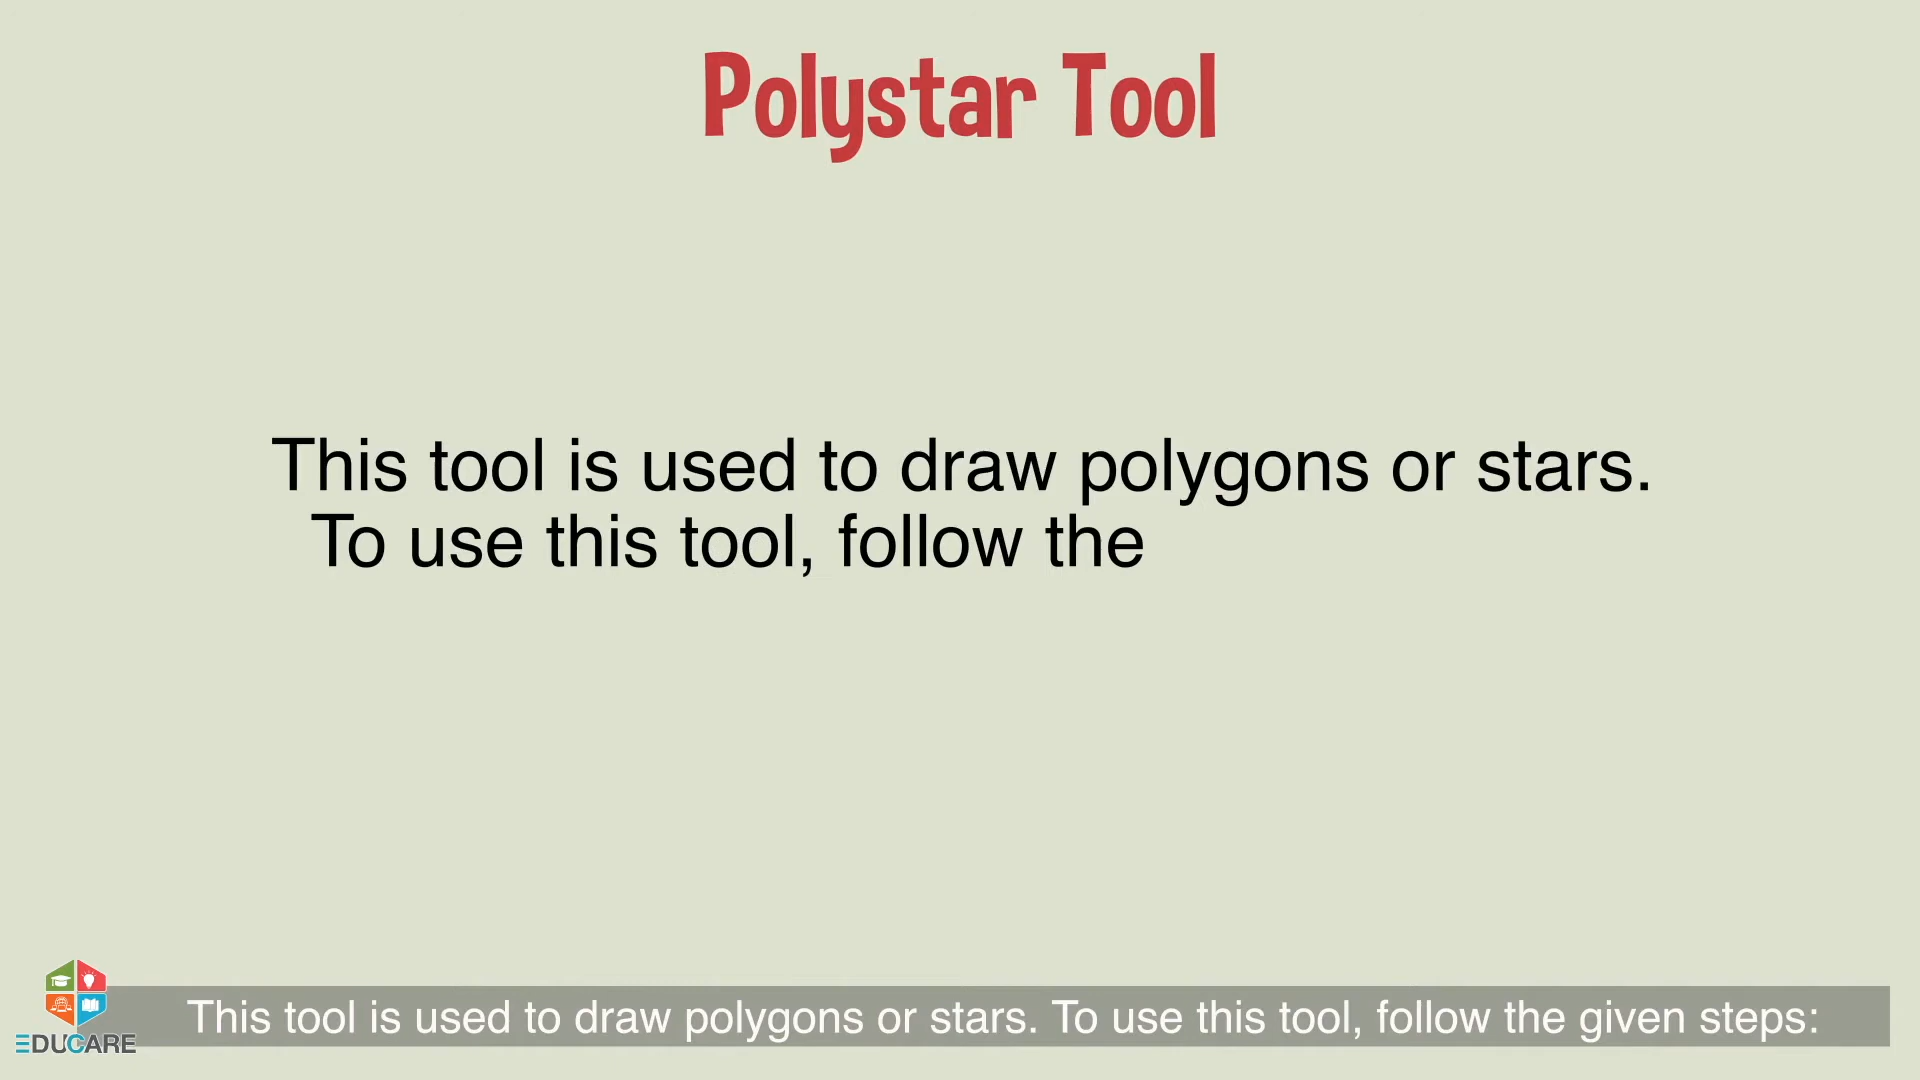 Polystar Tool
This tool is used to draw polygons or stars.
To use this tool, follow the
This tool is used to draw polygons or stars. To use this tool, follow the given steps:
EDUCARE